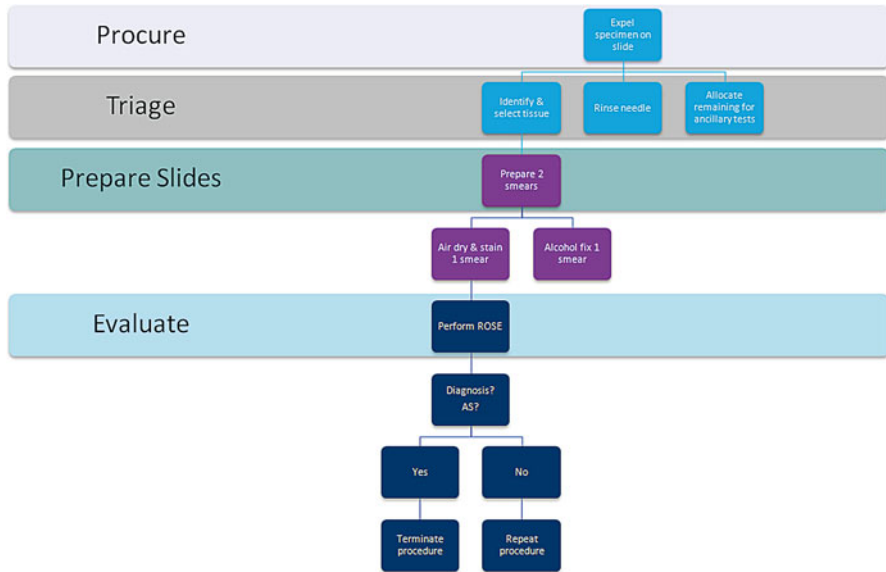 Procure
Expel
specimen on
slide
Triage
Identify &
select tissue
Rinse needle
Allocate
remaining for
ancillary tests
Prepare Slides
Prepare 2
smears
Air dry & stain
1 smear
Alcohol fix 1
smear
Evaluate
Perform ROSE
Diagnosis?
AS?
Yes
No
Terminate
procedure
Repeat
procedure